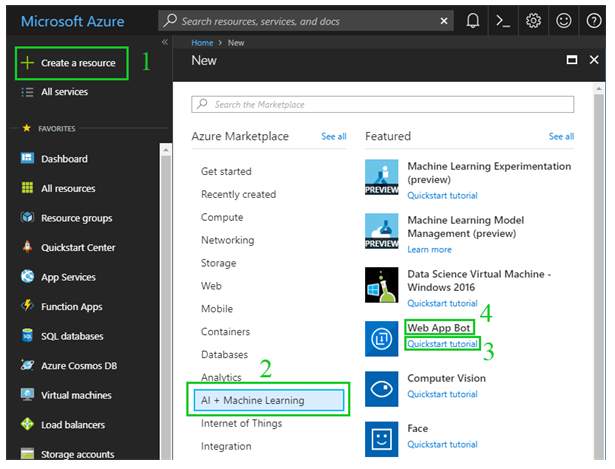 Microsoft Azure
Search resources, services, and docs
Create a resource
1
All services
FAVORITES
Dashboard
All resources
Resource groups
Quickstart Center
App Services
Function Apps
SQL databases
Azure Cosmos DB
Virtual machines
Load balancers
Storage accounts
Home > New
New
Search the Marketplace
Azure Marketplace
See all
Get started
Recently created
Compute
Networking
Storage
Web
Mobile
Containers
Databases
Analytics
2
AI + Machine Learning
Internet of Things
Integration
Featured
See all
PREVIEW
Machine Learning Experimentation
(preview)
Quickstart tutorial
PREVIEW
Machine Learning Model
Management (preview)
Learn more
Data Science Virtual Machine -
Windows 2016
Quickstart tutorial
4
Web App Bot
Quickstart tutorial
3
Computer Vision
Quickstart tutorial
Face
Quickstart tutorial